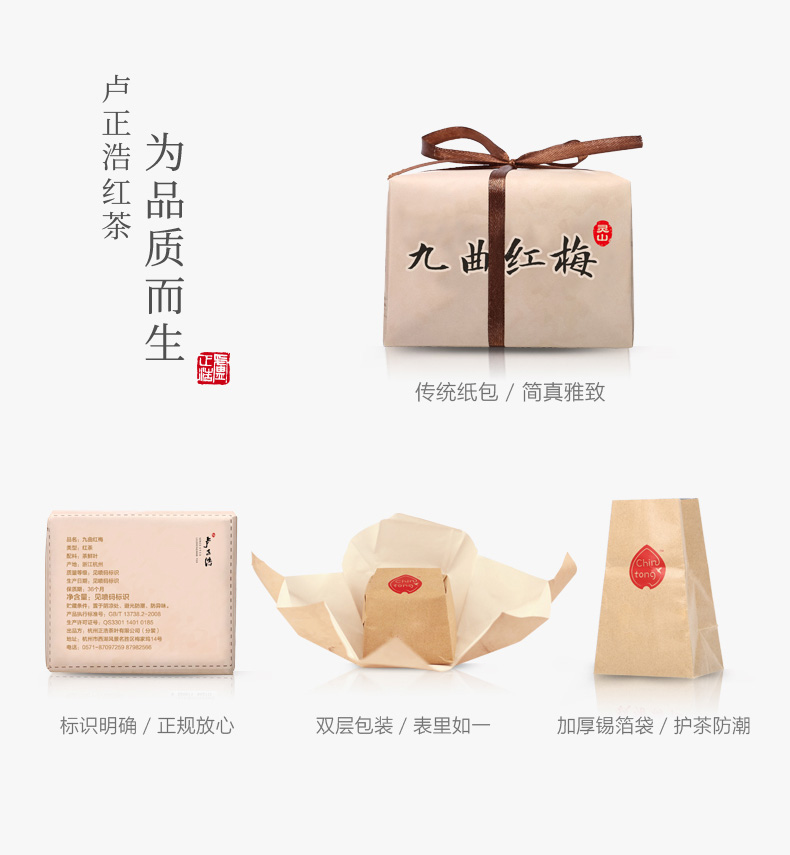 卢正浩红茶
为品质而生
卢正浩
九曲红梅
灵山
传统纸包 / 简真雅致
品名：九曲红梅
类型：红茶
配料：茶鲜叶
产地：浙江杭州
质量等级：见喷码标识
生产日期：见喷码标识
保质期：36个月
净含量：见喷码标识
贮藏条件：置于阴凉处，避光防潮，防异味。
产品执行标准号：GB/T 13738.2-2008
生产许可证号：QS3301 1401 0185
出品方：杭州正浩茶叶有限公司（分装）
地址：杭州市西湖风景名胜区梅家坞14号
电话：0571-87097259 87982566
卢正浩
Chiru
tong
Chiru
tong
标识明确 / 正规放心
双层包装 / 表里如一
加厚锡箔袋 / 护茶防潮